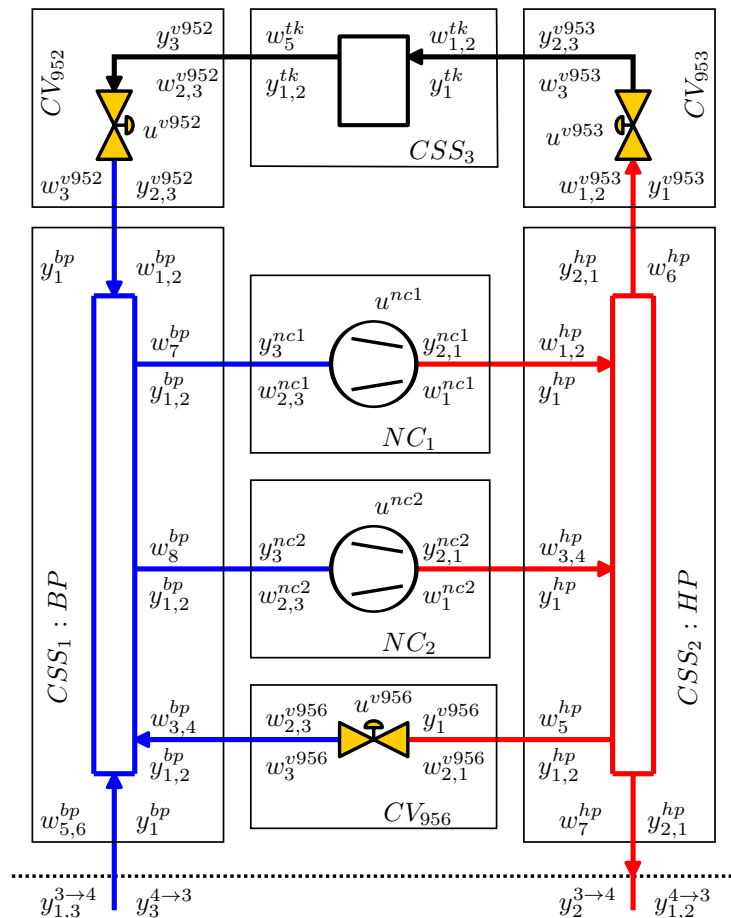 $y_3^{v952}$ $w_5^{tk}$ $w_{1,2}^{tk}$ $y_{2,3}^{v953}$
$CV_{952}$ $w_{2,3}^{v952}$ $y_{1,2}^{tk}$ $y_1^{tk}$ $w_3^{v953}$ $CV_{953}$
$u^{v952}$ $CSS_3$ $u^{v953}$
$w_3^{v952}$ $y_{2,3}^{v952}$ $w_{1,2}^{v953}$ $y_1^{v953}$
$y_1^{bp}$ $w_{1,2}^{bp}$ $y_{2,1}^{hp}$ $w_6^{hp}$
$u^{nc1}$
$w_7^{bp}$ $y_3^{nc1}$ $y_{2,1}^{nc1}$ $w_{1,2}^{hp}$
$y_{1,2}^{bp}$ $w_{2,3}^{nc1}$ $w_1^{nc1}$ $y_1^{hp}$
$NC_1$
$u^{nc2}$
$w_8^{bp}$ $y_3^{nc2}$ $y_{2,1}^{nc2}$ $w_{3,4}^{hp}$
$y_{1,2}^{bp}$ $w_{2,3}^{nc2}$ $w_1^{nc2}$ $y_1^{hp}$
$NC_2$
$CSS_1 : BP$ $CSS_2 : HP$
$u^{v956}$
$w_{3,4}^{bp}$ $w_{2,3}^{v956}$ $y_1^{v956}$ $w_5^{hp}$
$y_{1,2}^{bp}$ $w_3^{v956}$ $w_{2,1}^{v956}$ $y_{1,2}^{hp}$
$CV_{956}$
$w_{5,6}^{bp}$ $y_1^{bp}$ $w_7^{hp}$ $y_{2,1}^{hp}$
$y_{1,3}^{3→4}$ $y_3^{4→3}$ $y_2^{3→4}$ $y_{1,2}^{4→3}$